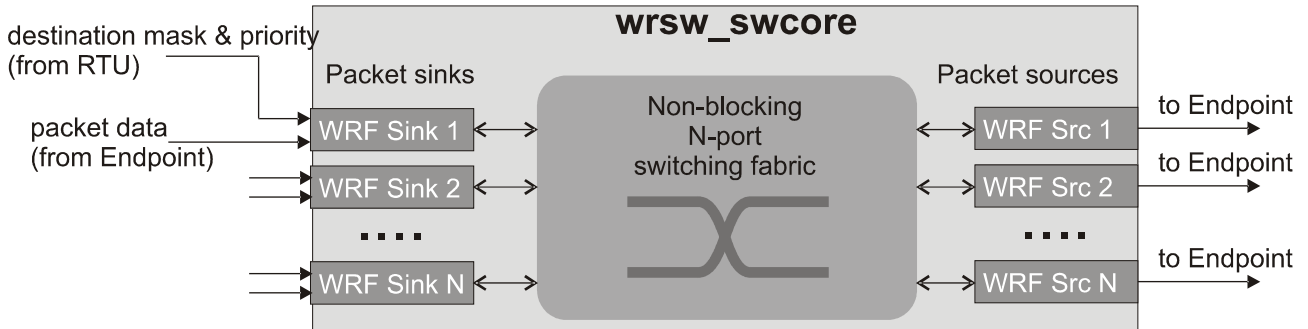 wrsw_swcore
destination mask & priority
(from RTU)
Packet sinks
Packet sources
packet data
(from Endpoint)
WRF Sink 1
WRF Sink 2
WRF Sink N
Non-blocking
N-port
switching fabric
WRF Src 1
WRF Src 2
WRF Src N
to Endpoint
to Endpoint
to Endpoint